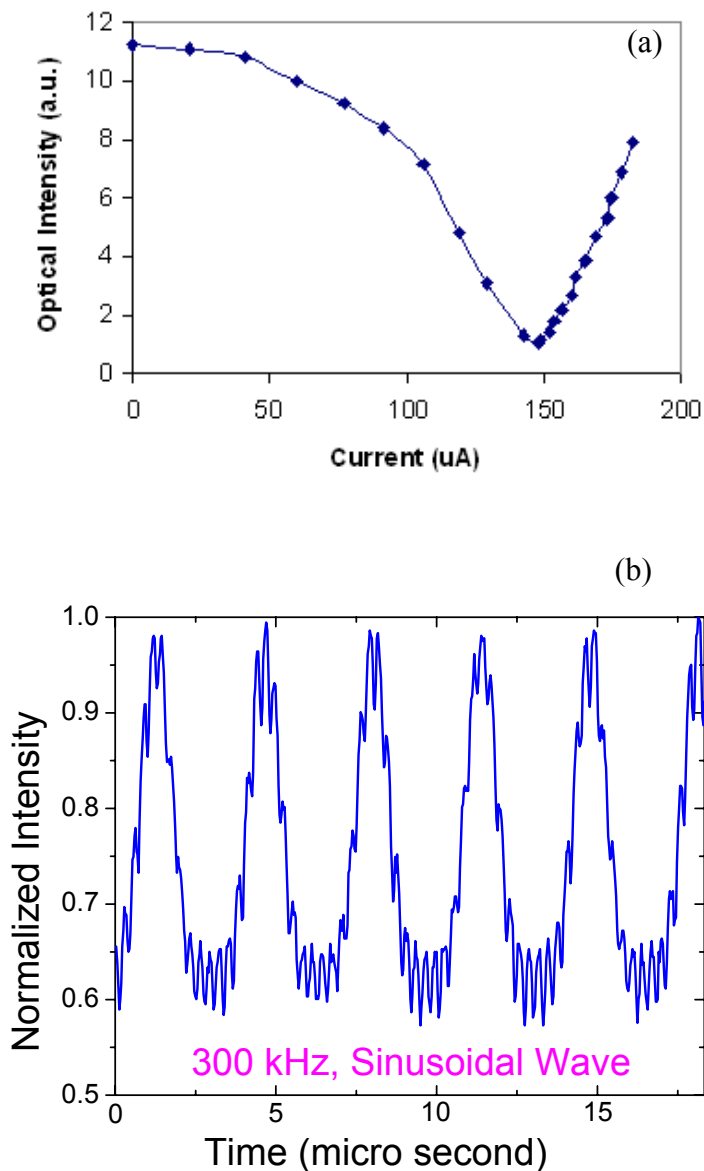 (a)
Optical Intensity (a.u.)
12
10
8
6
4
2
0
0 50 100 150 200
Current (uA)
(b)
Normalized Intensity
1.0
0.9
0.8
0.7
0.6
0.5
300 kHz, Sinusoidal Wave
0 5 10 15
Time (micro second)